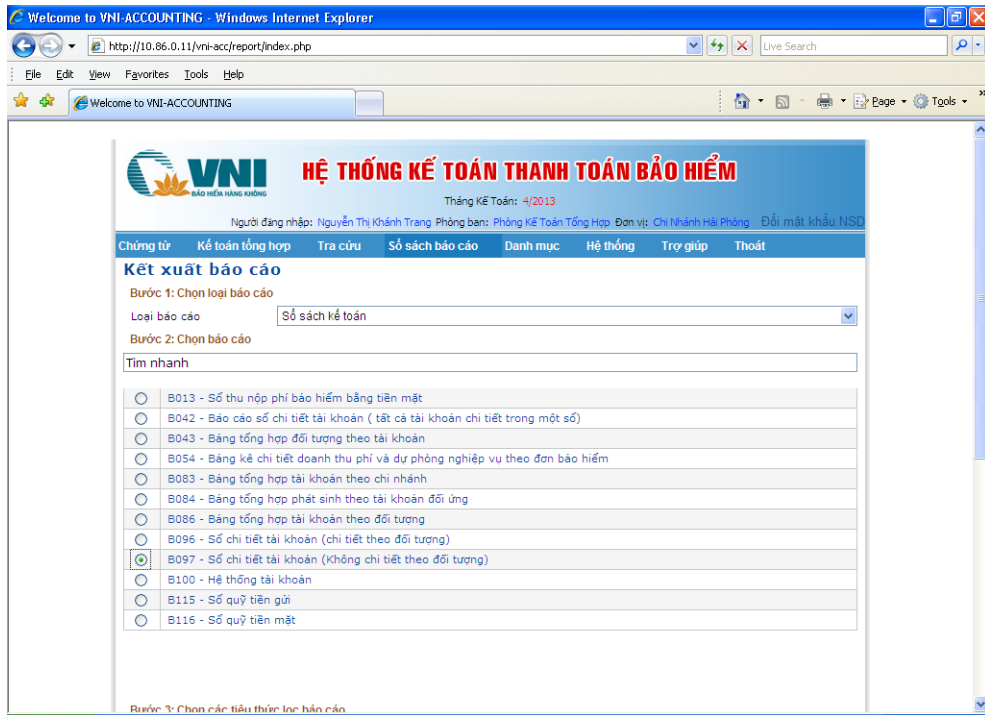 Welcome to VNI-ACCOUNTING - Windows Internet Explorer
http://10.86.0.11/vni-acc/report/index.php
Live Search
File Edit View Favorites Tools Help
Welcome to VNI-ACCOUNTING
Page Tools
VNI
BẢO HIỂM HÀNG KHÔNG
HỆ THỐNG KẾ TOÁN THANH TOÁN BẢO HIỂM
Tháng Kế Toán: 4/2013
Người đăng nhập: Nguyễn Thị Khánh Trang Phòng ban: Phòng Kế Toán Tổng Hợp Đơn vị: Chi Nhánh Hải Phòng Đổi mật khẩu NSD
Chứng từ Kế toán tổng hợp Tra cứu Sổ sách báo cáo Danh mục Hệ thống Trợ giúp Thoát
Kết xuất báo cáo
Bước 1: Chọn loại báo cáo
Loại báo cáo Sổ sách kế toán
Bước 2: Chọn báo cáo
Tìm nhanh
B013 - Sổ thu nộp phí bảo hiểm bằng tiền mặt
B042 - Báo cáo sổ chi tiết tài khoản ( tất cả tài khoản chi tiết trong một sổ)
B043 - Bảng tổng hợp đối tượng theo tài khoản
B054 - Bảng kê chi tiết doanh thu phí và dự phòng nghiệp vụ theo đơn bảo hiểm
B083 - Bảng tổng hợp tài khoản theo chi nhánh
B084 - Bảng tổng hợp phát sinh theo tài khoản đối ứng
B086 - Bảng tổng hợp tài khoản theo đối tượng
B096 - Sổ chi tiết tài khoản (chi tiết theo đối tượng)
B097 - Sổ chi tiết tài khoản (Không chi tiết theo đối tượng)
B100 - Hệ thống tài khoản
B115 - Sổ quỹ tiền gửi
B116 - Sổ quỹ tiền mặt
Bước 3: Chọn các tiêu thức lọc báo cáo